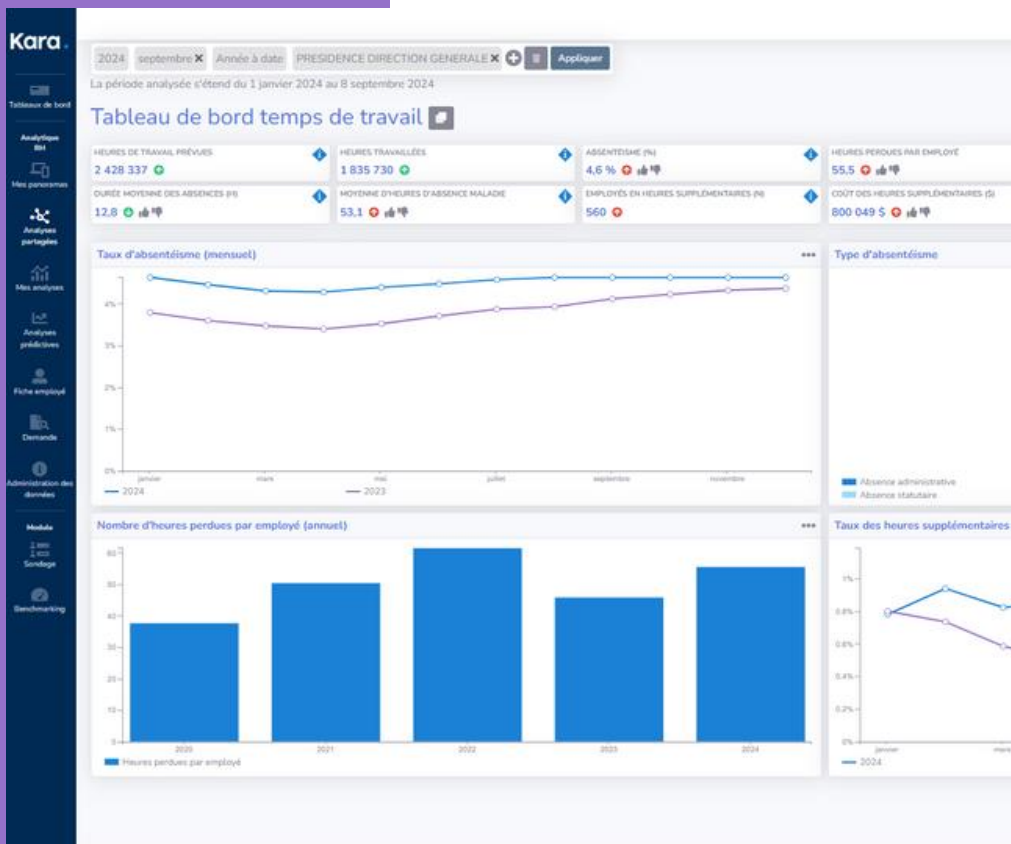 Kara.
Tableaux de bord
Analytique
RH
Mes panoramas
Analyses
partagées
Mes analyses
Analyses
prédictives
Fiche employé
Demande
Administration des
données
Module
Sondage
Benchmarking
2024 septembre Année à date PRESIDENCE DIRECTION GENERALE Appliquer
La période analysée s'étend du 1 janvier 2024 au 8 septembre 2024
Tableau de bord temps de travail
HEURES DE TRAVAIL PRÉVUES
2 428 337
HEURES TRAVAILLÉES
1 835 730
ABSENTÉISME (%)
4,6 %
HEURES PERDUES PAR EMPLOYÉ
55,5
DURÉE MOYENNE DES ABSENCES (H)
12,8
MOYENNE D'HEURES D'ABSENCE MALADIE
53,1
EMPLOYÉS EN HEURES SUPPLÉMENTAIRES (N)
560
COÛT DES HEURES SUPPLÉMENTAIRES ($)
800 049 $
Taux d'absentéisme (mensuel)
4%
3%
2%
1%
0%
janvier mars mai juillet septembre novembre
2024 2023
Type d'absentéisme
Absence administrative
Absence statutaire
Nombre d'heures perdues par employé (annuel)
60
50
40
30
20
10
0
2020 2021 2022 2023 2024
Heures perdues par employé
Taux des heures supplémentaires
1%
0.8%
0.6%
0.4%
0.2%
0%
janvier mars
2024